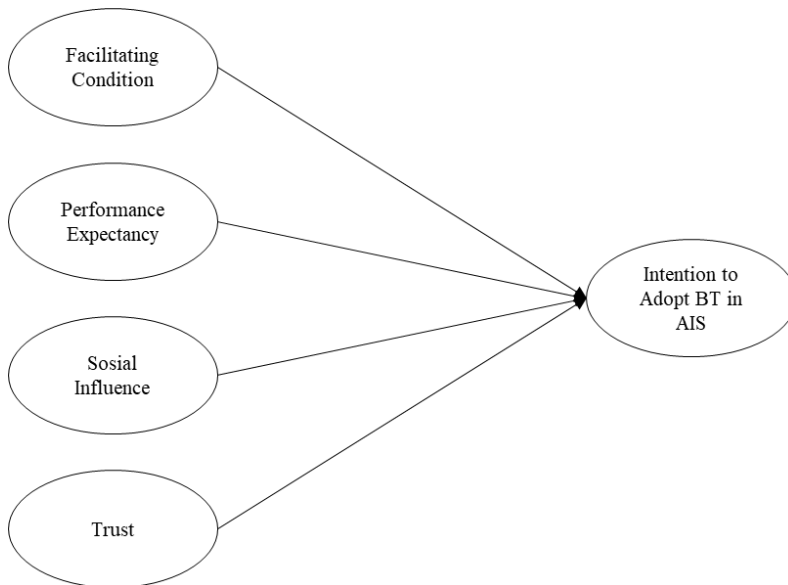 Facilitating
Condition
Performance
Expectancy
Sosial
Influence
Trust
Intention to
Adopt BT in
AIS